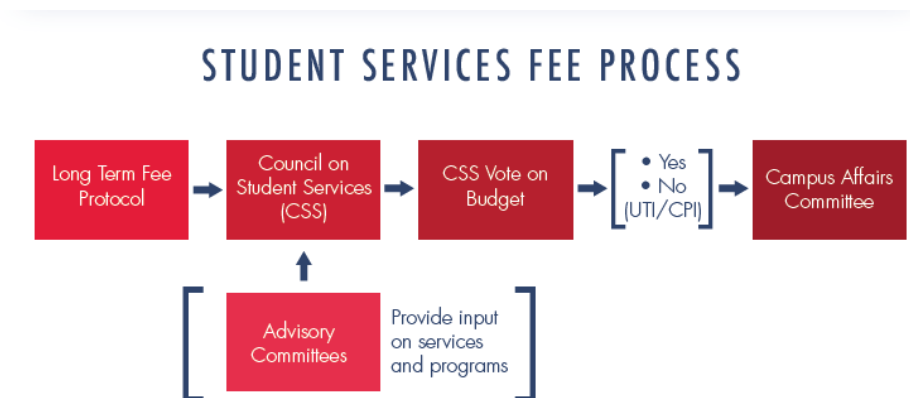 STUDENT SERVICES FEE PROCESS
Long Term Fee
Protocol
Council on
Student Services
(CSS)
CSS Vote on
Budget
• Yes
• No
(UTI/CPI)
Campus Affairs
Committee
Advisory
Committees
Provide input
on services
and programs